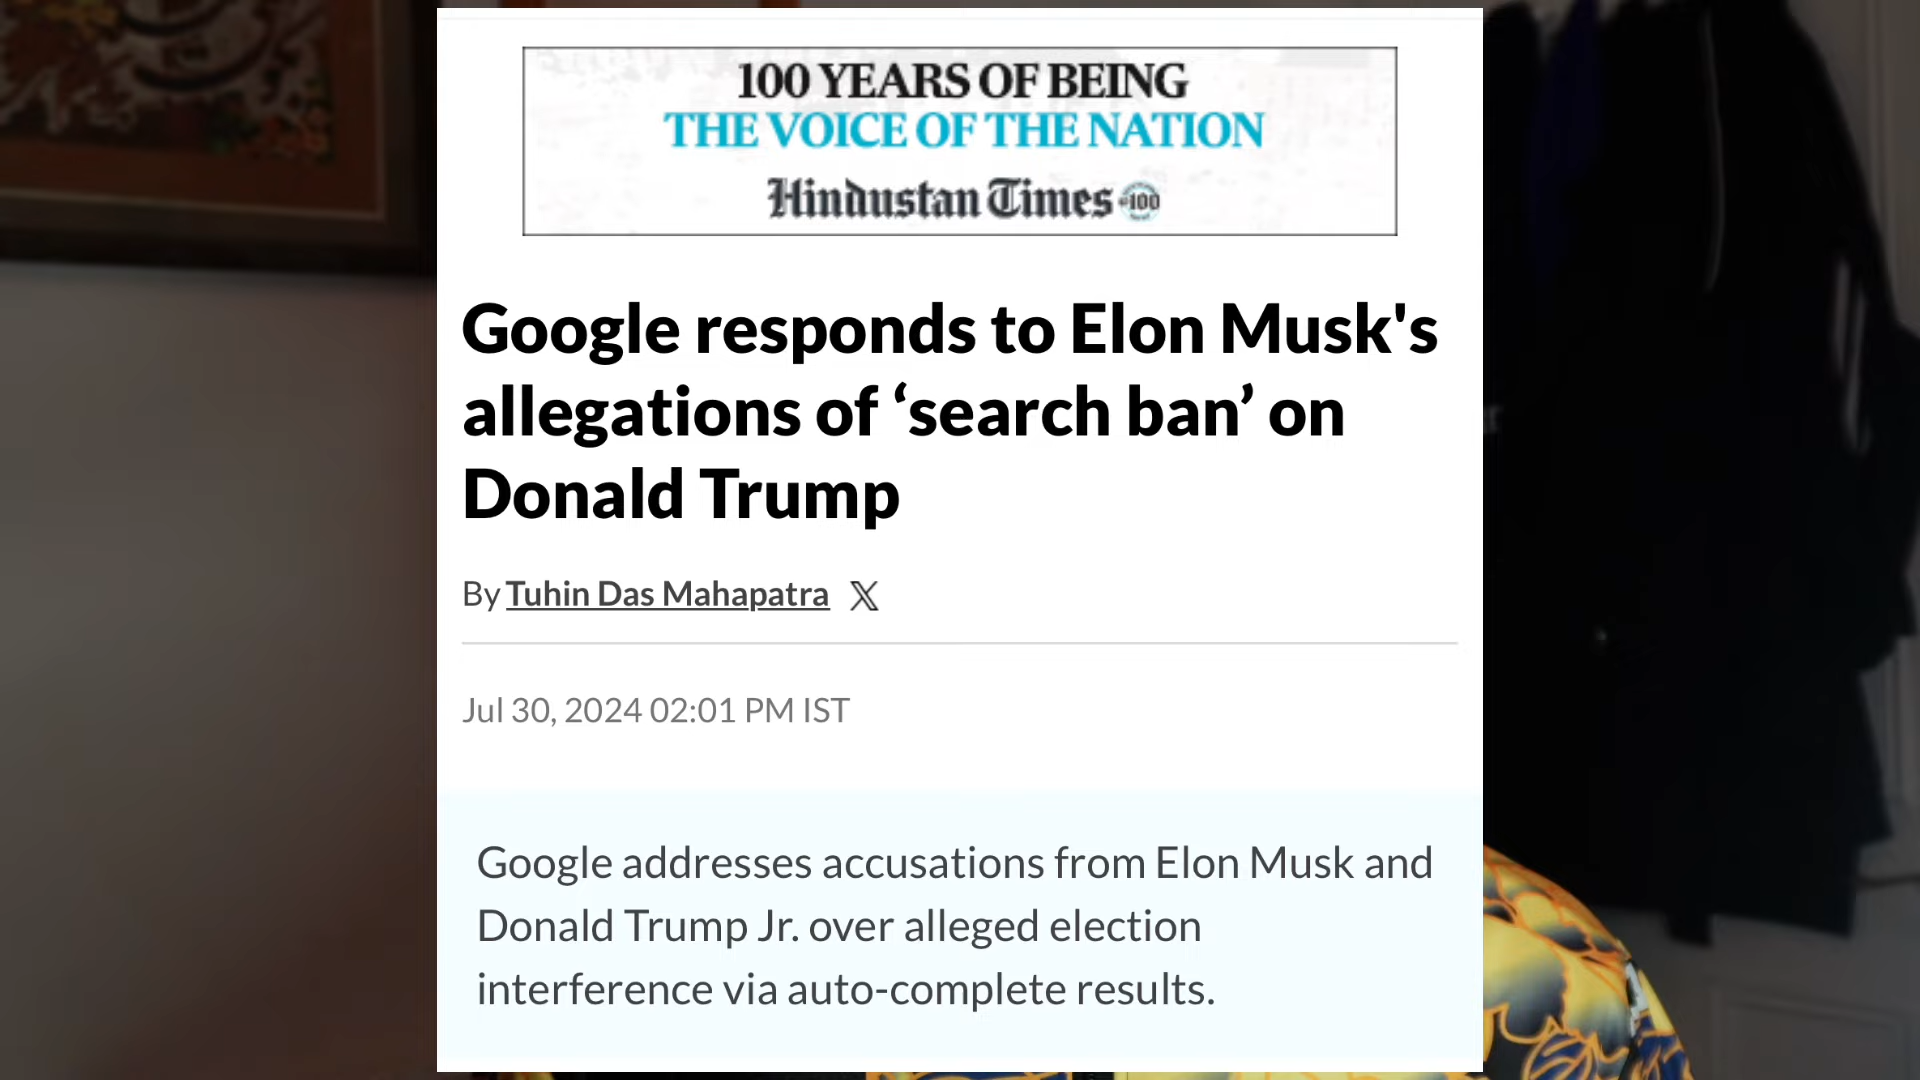 100 YEARS OF BEING
THE VOICE OF THE NATION
Hindustan Times
100
Google responds to Elon Musk's
allegations of ‘search ban’ on
Donald Trump
By Tuhin Das Mahapatra X
Jul 30, 2024 02:01 PM IST
Google addresses accusations from Elon Musk and
Donald Trump Jr. over alleged election
interference via auto-complete results.